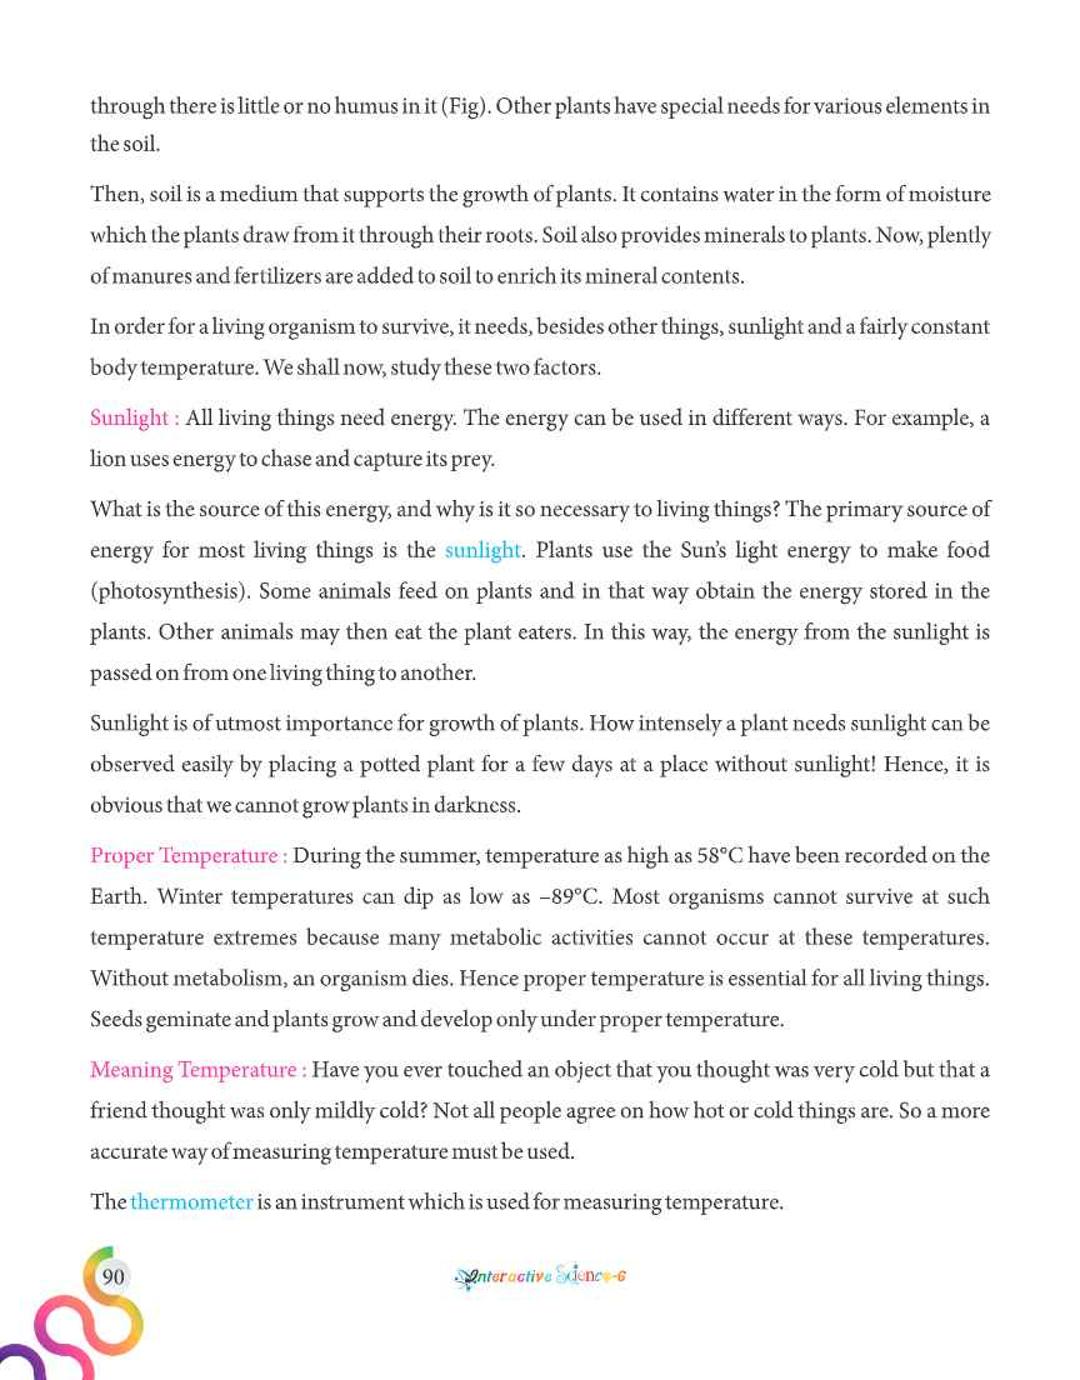 through there is little or no humus in it (Fig). Other plants have special needs for various elements in
the soil.
Then, soil is a medium that supports the growth of plants. It contains water in the form of moisture
which the plants draw from it through their roots. Soil also provides minerals to plants. Now, plently
of manures and fertilizers are added to soil to enrich its mineral contents.
In order for a living organism to survive, it needs, besides other things, sunlight and a fairly constant
body temperature. We shall now, study these two factors.
Sunlight : All living things need energy. The energy can be used in different ways. For example, a
lion uses energy to chase and capture its prey.
What is the source of this energy, and why is it so necessary to living things? The primary source of
energy for most living things is the sunlight. Plants use the Sun's light energy to make food
(photosynthesis). Some animals feed on plants and in that way obtain the energy stored in the
plants. Other animals may then eat the plant eaters. In this way, the energy from the sunlight is
passed on from one living thing to another.
Sunlight is of utmost importance for growth of plants. How intensely a plant needs sunlight can be
observed easily by placing a potted plant for a few days at a place without sunlight! Hence, it is
obvious that we cannot grow plants in darkness.
Proper Temperature : During the summer, temperature as high as 58°C have been recorded on the
Earth. Winter temperatures can dip as low as –89°C. Most organisms cannot survive at such
temperature extremes because many metabolic activities cannot occur at these temperatures.
Without metabolism, an organism dies. Hence proper temperature is essential for all living things.
Seeds geminate and plants grow and develop only under proper temperature.
Meaning Temperature : Have you ever touched an object that you thought was very cold but that a
friend thought was only mildly cold? Not all people agree on how hot or cold things are. So a more
accurate way of measuring temperature must be used.
The thermometer is an instrument which is used for measuring temperature.
90
Interactive Science-6